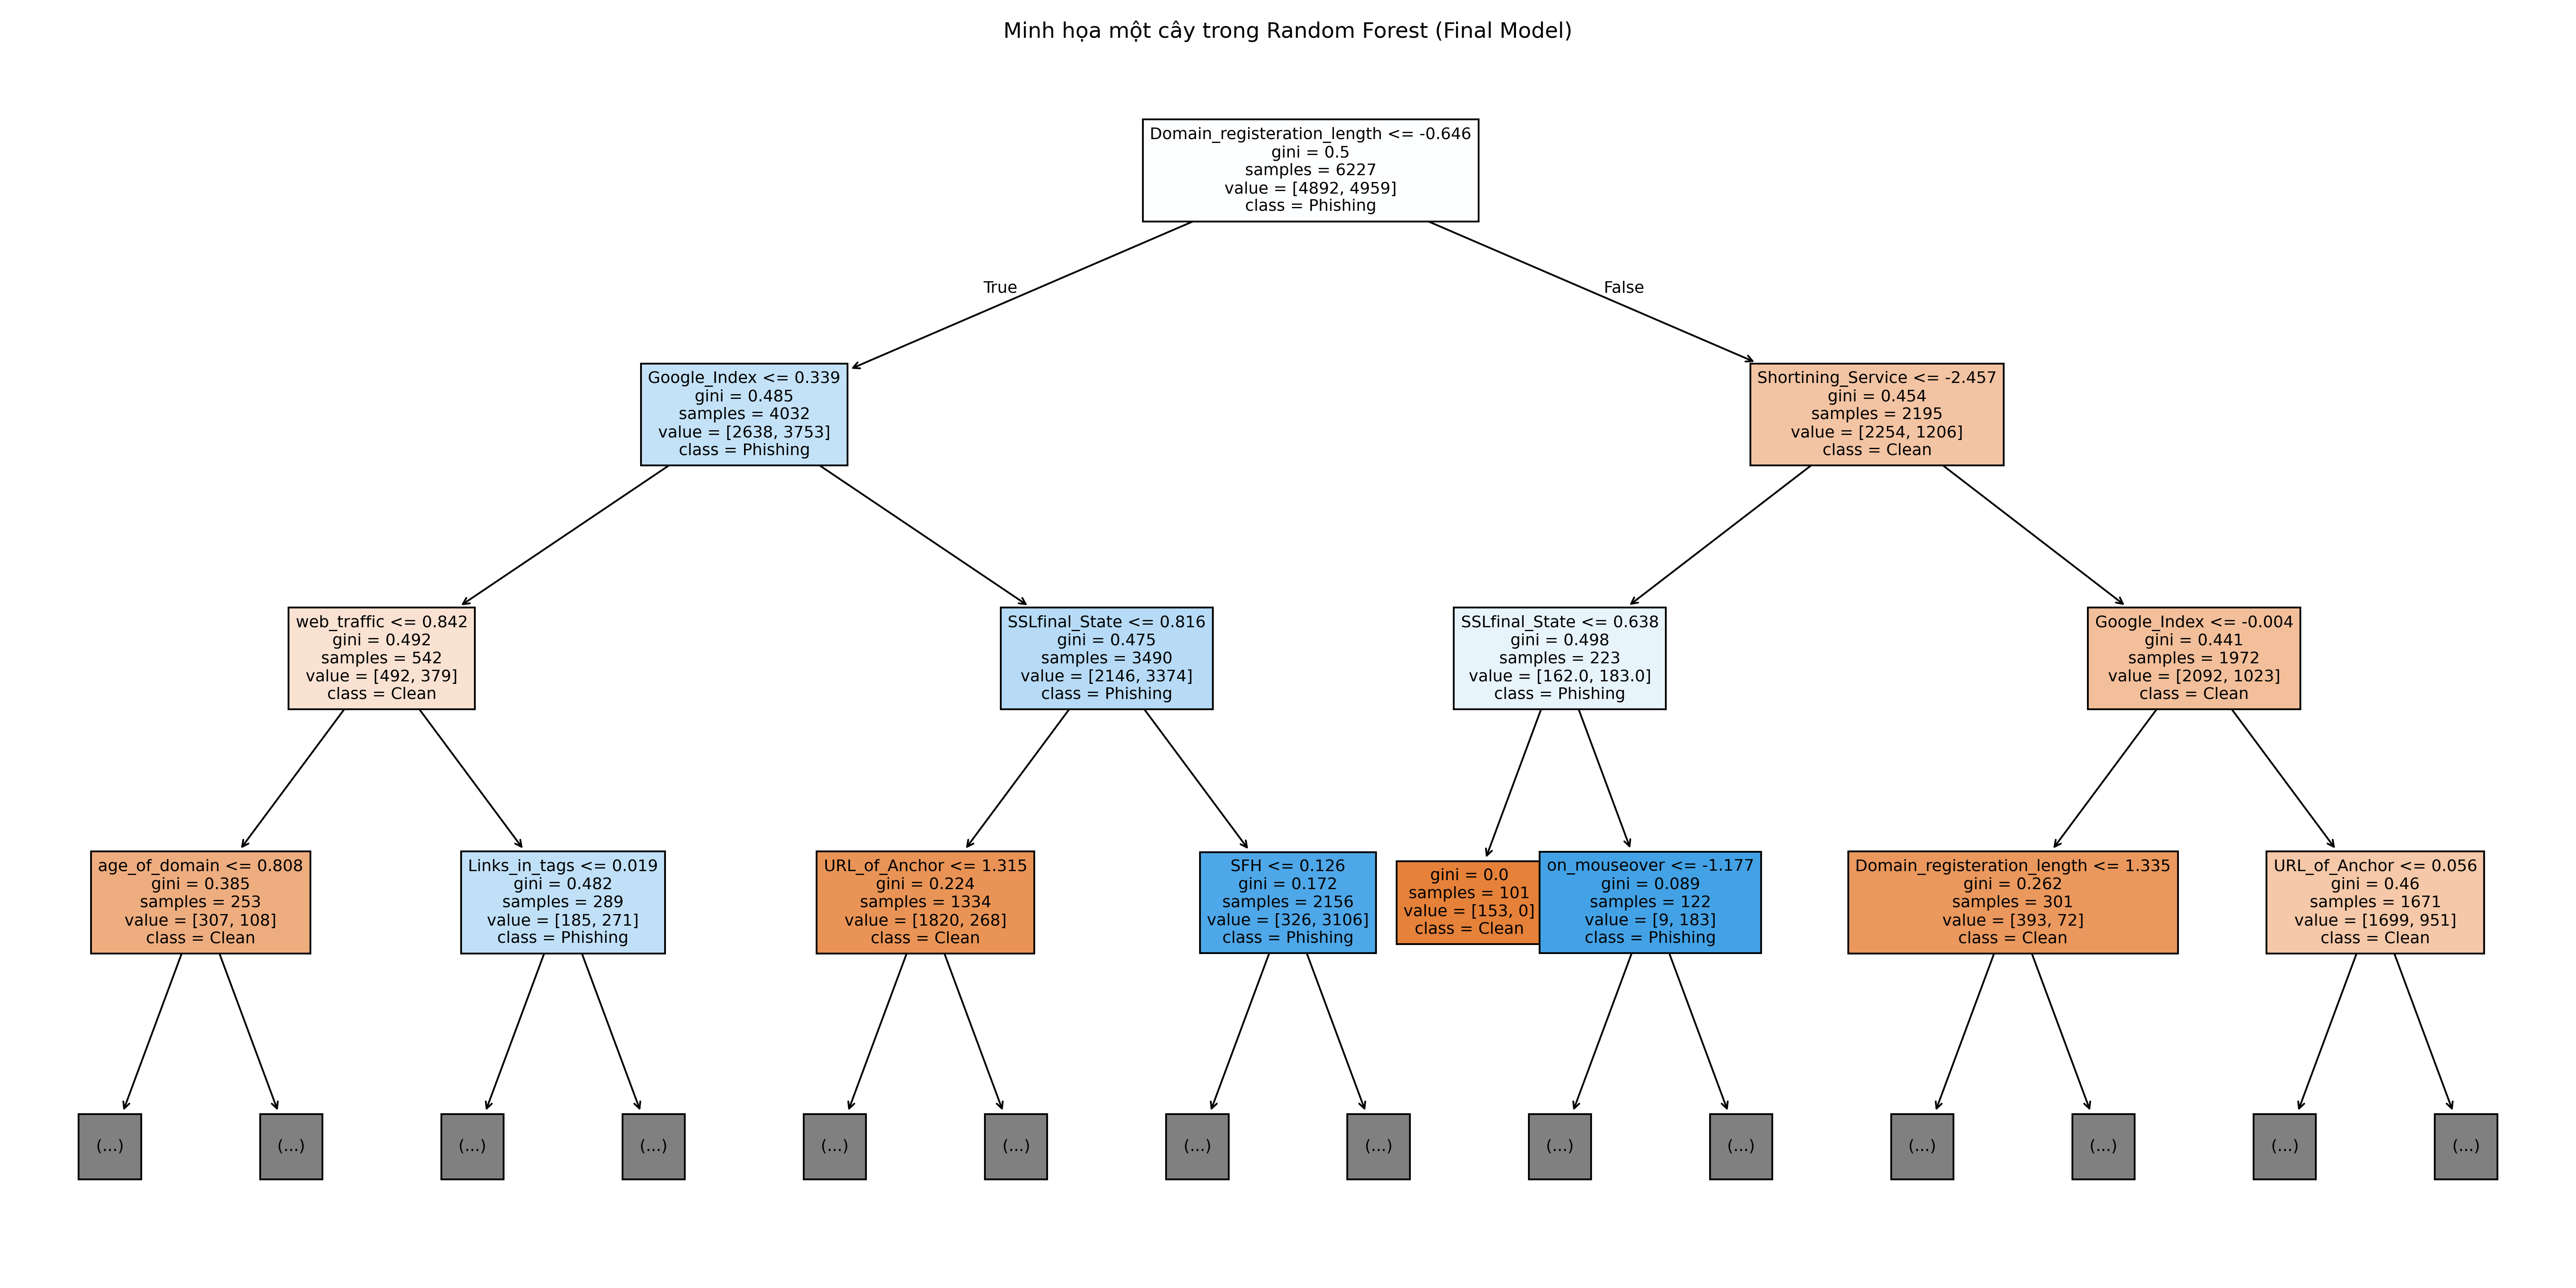 Minh họa một cây trong Random Forest (Final Model)
Domain_registeration_length <= -0.646
gini = 0.5
samples = 6227
value = [4892, 4959]
class = Phishing
True
False
Google_Index <= 0.339
gini = 0.485
samples = 4032
value = [2638, 3753]
class = Phishing
Shortining_Service <= -2.457
gini = 0.454
samples = 2195
value = [2254, 1206]
class = Clean
web_traffic <= 0.842
gini = 0.492
samples = 542
value = [492, 379]
class = Clean
SSLfinal_State <= 0.816
gini = 0.475
samples = 3490
value = [2146, 3374]
class = Phishing
SSLfinal_State <= 0.638
gini = 0.498
samples = 223
value = [162.0, 183.0]
class = Phishing
Google_Index <= -0.004
gini = 0.441
samples = 1972
value = [2092, 1023]
class = Clean
age_of_domain <= 0.808
gini = 0.385
samples = 253
value = [307, 108]
class = Clean
Links_in_tags <= 0.019
gini = 0.482
samples = 289
value = [185, 271]
class = Phishing
URL_of_Anchor <= 1.315
gini = 0.224
samples = 1334
value = [1820, 268]
class = Clean
SFH <= 0.126
gini = 0.172
samples = 2156
value = [326, 3106]
class = Phishing
gini = 0.0
samples = 101
value = [153, 0]
class = Clean
on_mouseover <= -1.177
gini = 0.089
samples = 122
value = [9, 183]
class = Phishing
Domain_registeration_length <= 1.335
gini = 0.262
samples = 301
value = [393, 72]
class = Clean
URL_of_Anchor <= 0.056
gini = 0.46
samples = 1671
value = [1699, 951]
class = Clean
(...)
(...)
(...)
(...)
(...)
(...)
(...)
(...)
(...)
(...)
(...)
(...)
(...)
(...)